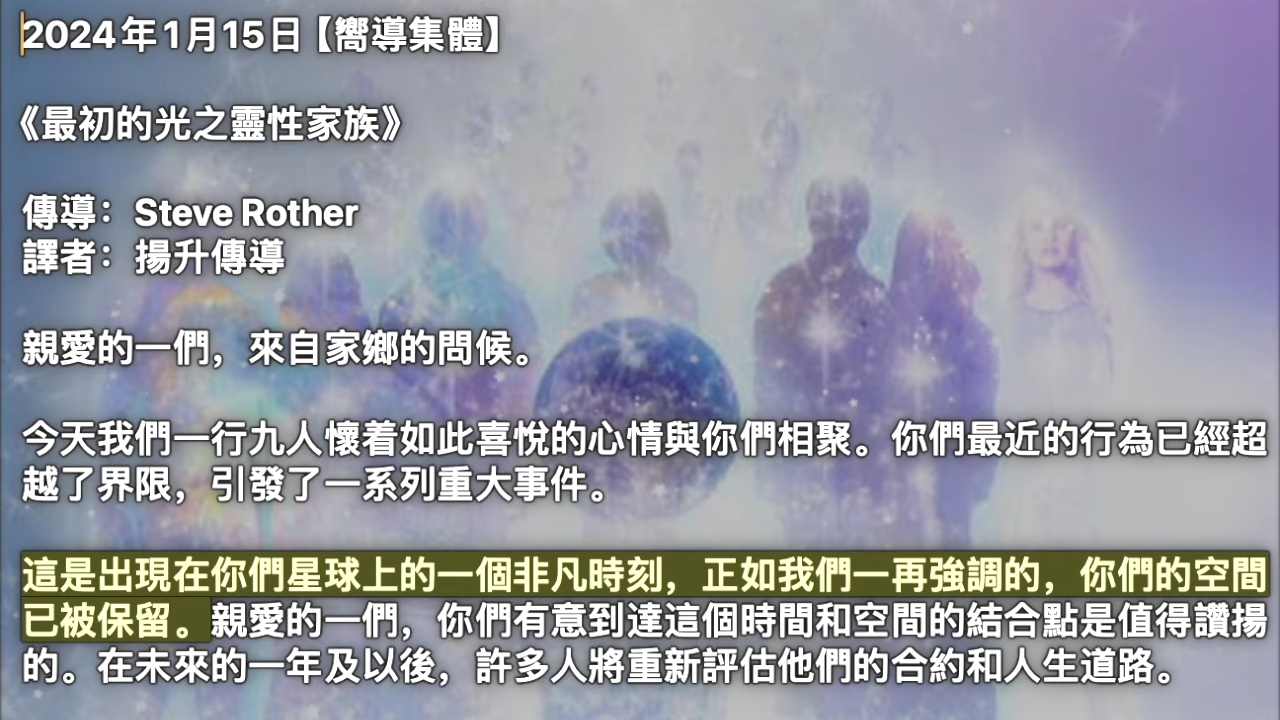 2024年1月15日【嚮導集體】
《最初的光之靈性家族》
傳導：Steve Rother
譯者：揚升傳導
親愛的一們，來自家鄉的問候。
今天我們一行九人懷着如此喜悅的心情與你們相聚。你們最近的行為已經超
越了界限，引發了一系列重大事件。
這是出現在你們星球上的一個非凡時刻，正如我們一再強調的，你們的空間
已被保留。親愛的一們，你們有意到達這個時間和空間的結合點是值得讚揚
的。在未來的一年及以後，許多人將重新評估他們的合約和人生道路。